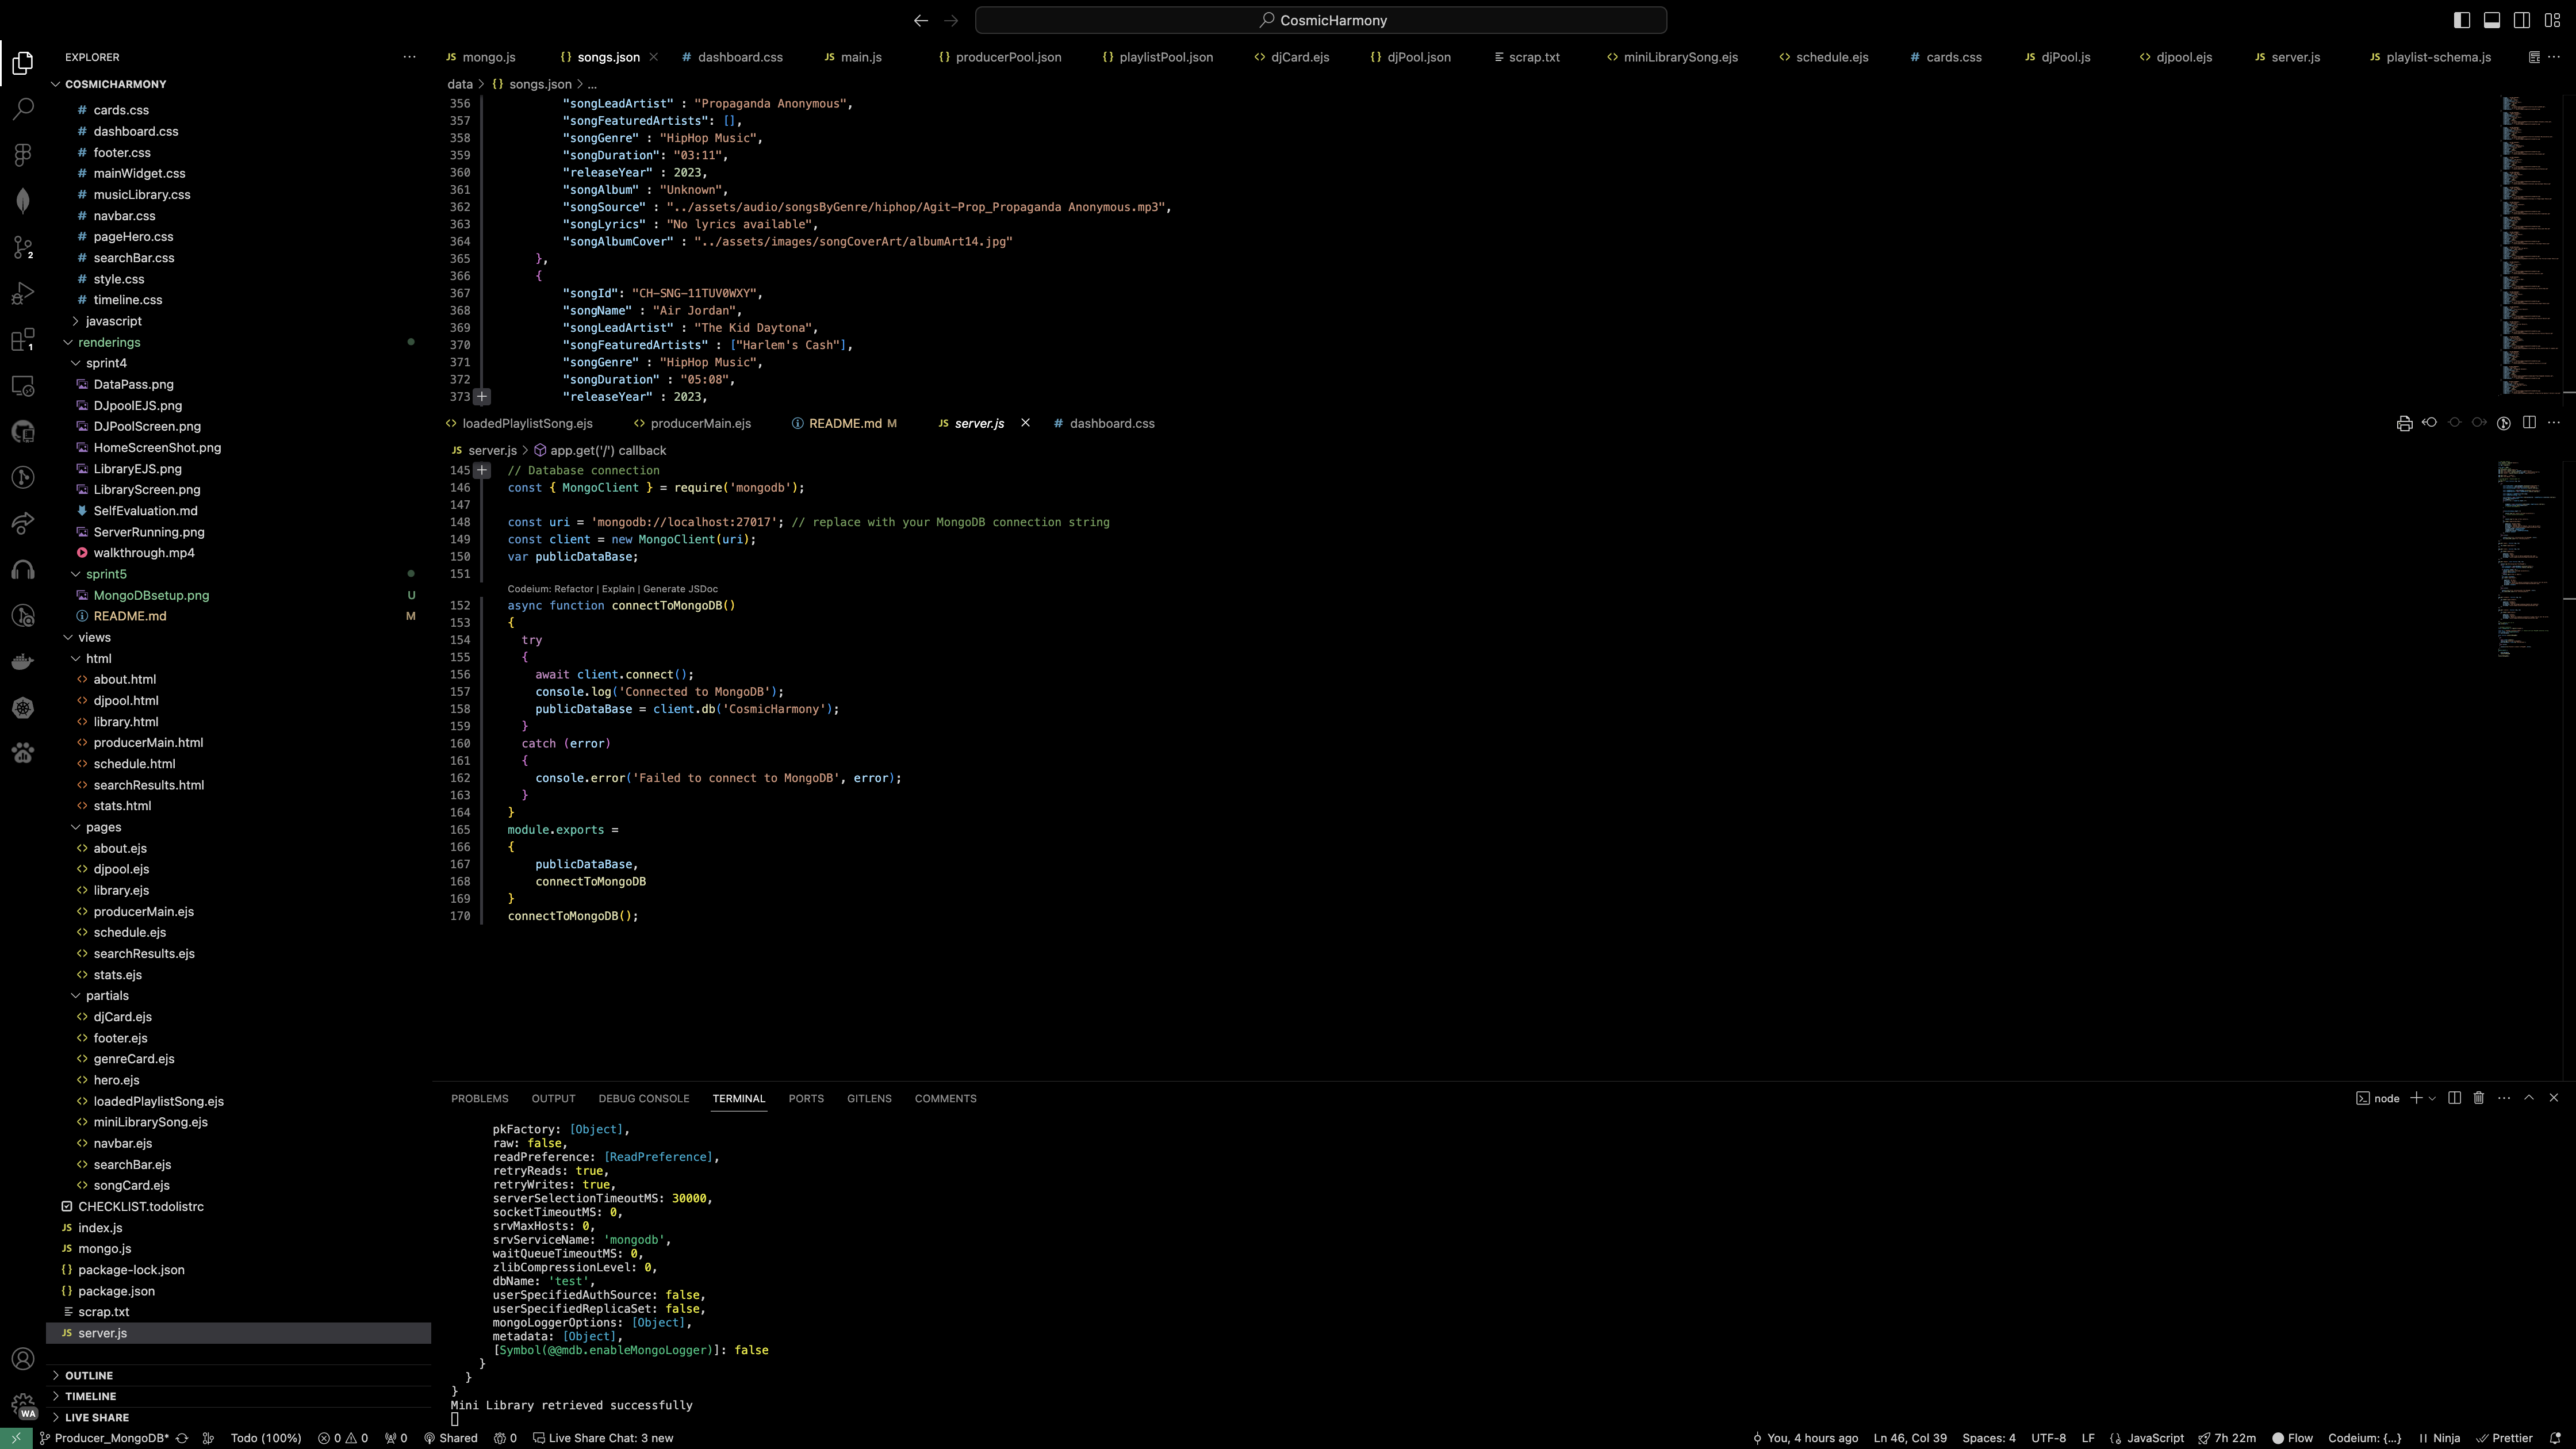 CosmicHarmony
EXPLORER
COSMICHARMONY
cards.css
dashboard.css
footer.css
mainWidget.css
musicLibrary.css
navbar.css
pageHero.css
searchBar.css
style.css
timeline.css
javascript
renderings
sprint4
DataPass.png
DJpoolEJS.png
DJPoolScreen.png
HomeScreenShot.png
LibraryEJS.png
LibraryScreen.png
SelfEvaluation.md
ServerRunning.png
walkthrough.mp4
sprint5
MongoDBsetup.png U
README.md M
views
html
about.html
djpool.html
library.html
producerMain.html
schedule.html
searchResults.html
stats.html
pages
about.ejs
djpool.ejs
library.ejs
producerMain.ejs
schedule.ejs
searchResults.ejs
stats.ejs
partials
djCard.ejs
footer.ejs
genreCard.ejs
hero.ejs
loadedPlaylistSong.ejs
miniLibrarySong.ejs
navbar.ejs
searchBar.ejs
songCard.ejs
CHECKLIST.todolistrc
JS index.js
JS mongo.js
{} package-lock.json
{} package.json
scrap.txt
JS server.js
OUTLINE
TIMELINE
LIVE SHARE
2
1
WA
JS mongo.js {} songs.json # dashboard.css JS main.js {} producerPool.json {} playlistPool.json <> djCard.ejs {} djPool.json scrap.txt <> miniLibrarySong.ejs <> schedule.ejs # cards.css JS djPool.js <> djpool.ejs JS server.js JS playlist-schema.js
data > {} songs.json > ...
356 "songLeadArtist" : "Propaganda Anonymous",
357 "songFeaturedArtists": [],
358 "songGenre" : "HipHop Music",
359 "songDuration": "03:11",
360 "releaseYear" : 2023,
361 "songAlbum" : "Unknown",
362 "songSource" : "../assets/audio/songsByGenre/hiphop/Agit-Prop_Propaganda Anonymous.mp3",
363 "songLyrics" : "No lyrics available",
364 "songAlbumCover" : "../assets/images/songCoverArt/albumArt14.jpg"
365 },
366 {
367 "songId": "CH-SNG-11TUV0WXY",
368 "songName" : "Air Jordan",
369 "songLeadArtist" : "The Kid Daytona",
370 "songFeaturedArtists" : ["Harlem's Cash"],
371 "songGenre" : "HipHop Music",
372 "songDuration" : "05:08",
373 "releaseYear" : 2023,
<> loadedPlaylistSong.ejs <> producerMain.ejs README.md M JS server.js # dashboard.css
JS server.js > app.get('/') callback
145 // Database connection
146 const { MongoClient } = require('mongodb');
147
148 const uri = 'mongodb://localhost:27017'; // replace with your MongoDB connection string
149 const client = new MongoClient(uri);
150 var publicDataBase;
151
Codeium: Refactor | Explain | Generate JSDoc
152 async function connectToMongoDB()
153 {
154 try
155 {
156 await client.connect();
157 console.log('Connected to MongoDB');
158 publicDataBase = client.db('CosmicHarmony');
159 }
160 catch (error)
161 {
162 console.error('Failed to connect to MongoDB', error);
163 }
164 }
165 module.exports =
166 {
167 publicDataBase,
168 connectToMongoDB
169 }
170 connectToMongoDB();
PROBLEMS OUTPUT DEBUG CONSOLE TERMINAL PORTS GITLENS COMMENTS
node
pkFactory: [Object],
raw: false,
readPreference: [ReadPreference],
retryReads: true,
retryWrites: true,
serverSelectionTimeoutMS: 30000,
socketTimeoutMS: 0,
srvMaxHosts: 0,
srvServiceName: 'mongodb',
waitQueueTimeoutMS: 0,
zlibCompressionLevel: 0,
dbName: 'test',
userSpecifiedAuthSource: false,
userSpecifiedReplicaSet: false,
mongoLoggerOptions: [Object],
metadata: [Object],
[Symbol(@@mdb.enableMongoLogger)]: false
}
}
}
Mini Library retrieved successfully
Producer_MongoDB* Todo (100%) 0 0 0 Shared 0 Live Share Chat: 3 new You, 4 hours ago Ln 46, Col 39 Spaces: 4 UTF-8 LF JavaScript 7h 22m Flow Codeium: {...} Ninja Prettier